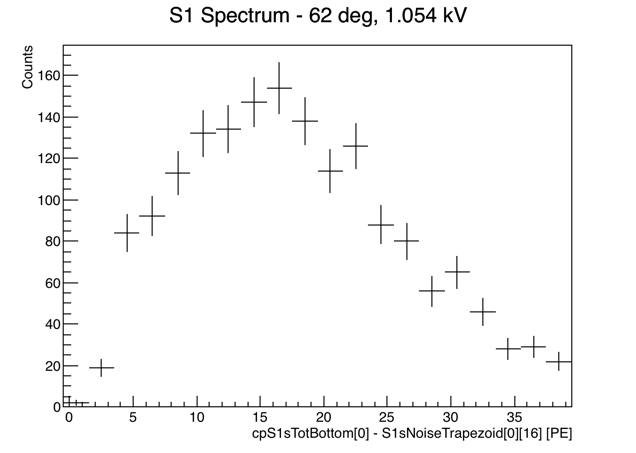 S1 Spectrum - 62 deg, 1.054 kV
Counts
160
140
120
100
80
60
40
20
0
0 5 10 15 20 25 30 35
cpS1sTotBottom[0] - S1sNoiseTrapezoid[0][16] [PE]